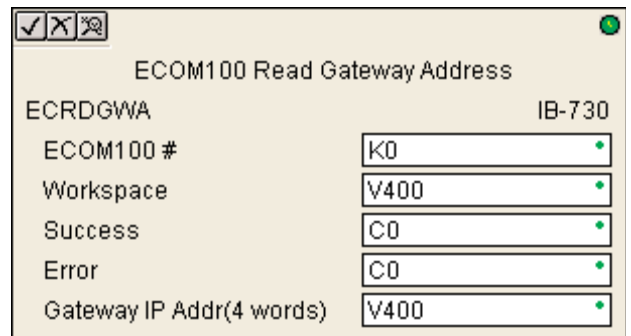 ECOM100 Read Gateway Address
ECRDGWA IB-730
ECOM100 # K0
Workspace V400
Success C0
Error C0
Gateway IP Addr(4 words) V400